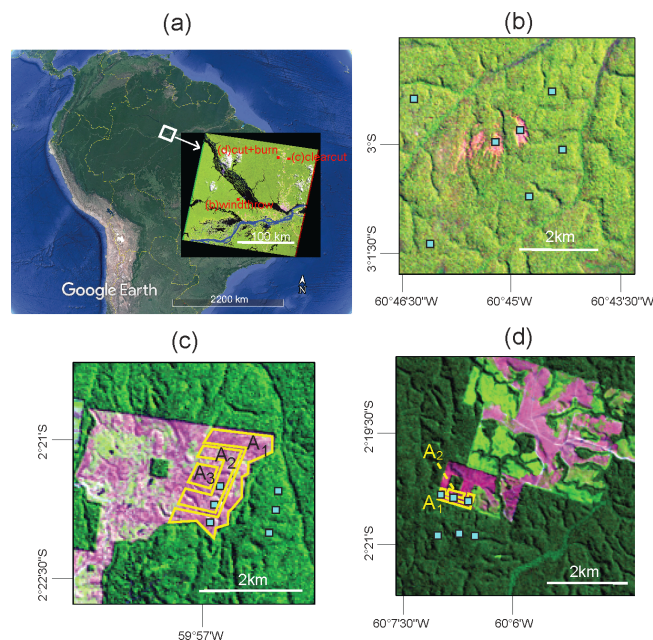 (a)
(d)cut+burn
(c)clearcut
100 km
Google Earth
2200 km
N
(b)
3°S
3°1'30"S
2km
60°46'30"W
60°45'W
60°43'30"W
(c)
2°21'S
2°22'30"S
A1
A2
A3
2km
59°57'W
(d)
2°19'30"S
2°21'S
A2
A1
2km
60°7'30"W
60°6'W